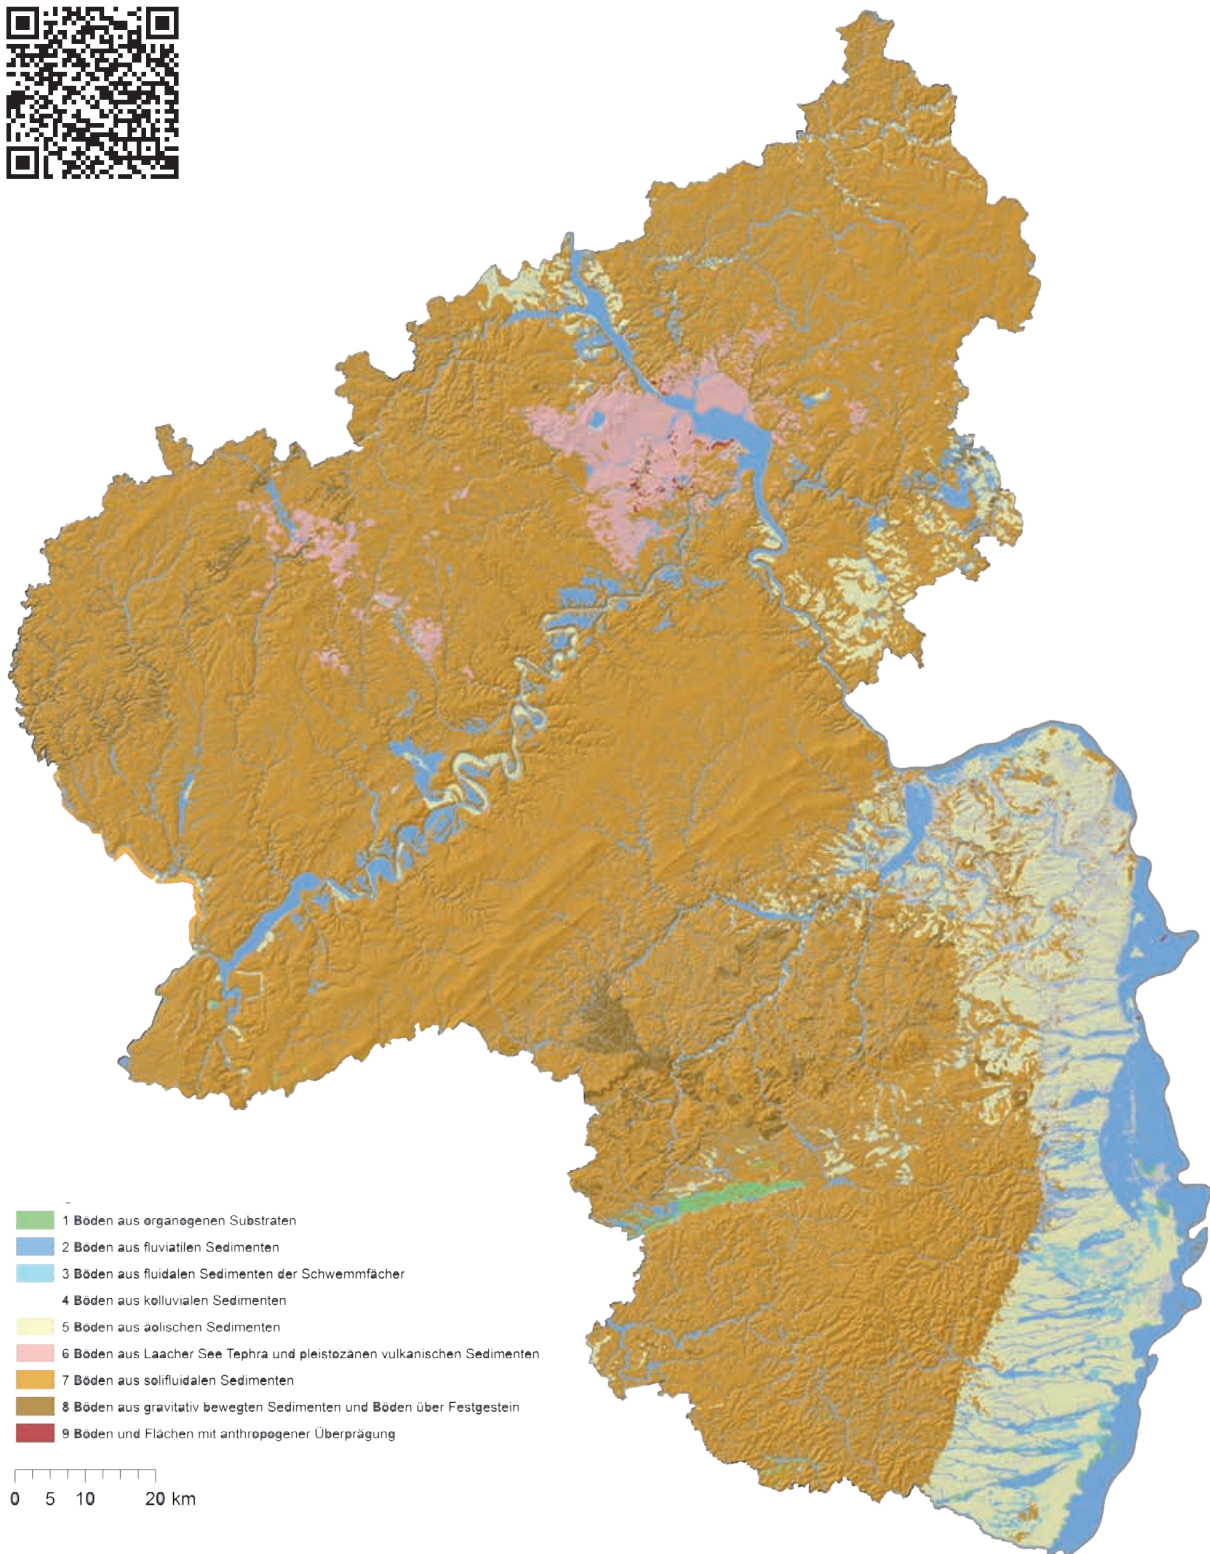 1 Böden aus organogenen Substraten
2 Böden aus fluviatilen Sedimenten
3 Böden aus fluidalen Sedimenten der Schwemmfächer
4 Böden aus kolluvialen Sedimenten
5 Böden aus äolischen Sedimenten
6 Böden aus Laacher See Tephra und pleistozänen vulkanischen Sedimenten
7 Böden aus solifluidalen Sedimenten
8 Böden aus gravitativ bewegten Sedimenten und Böden über Festgestein
9 Böden und Flächen mit anthropogener Überprägung
0 5 10 20 km